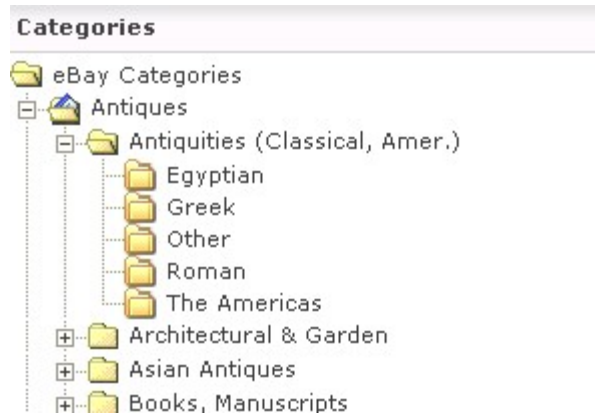 Categories
eBay Categories
Antiques
Antiquities (Classical, Amer.)
Egyptian
Greek
Other
Roman
The Americas
Architectural & Garden
Asian Antiques
Books, Manuscripts